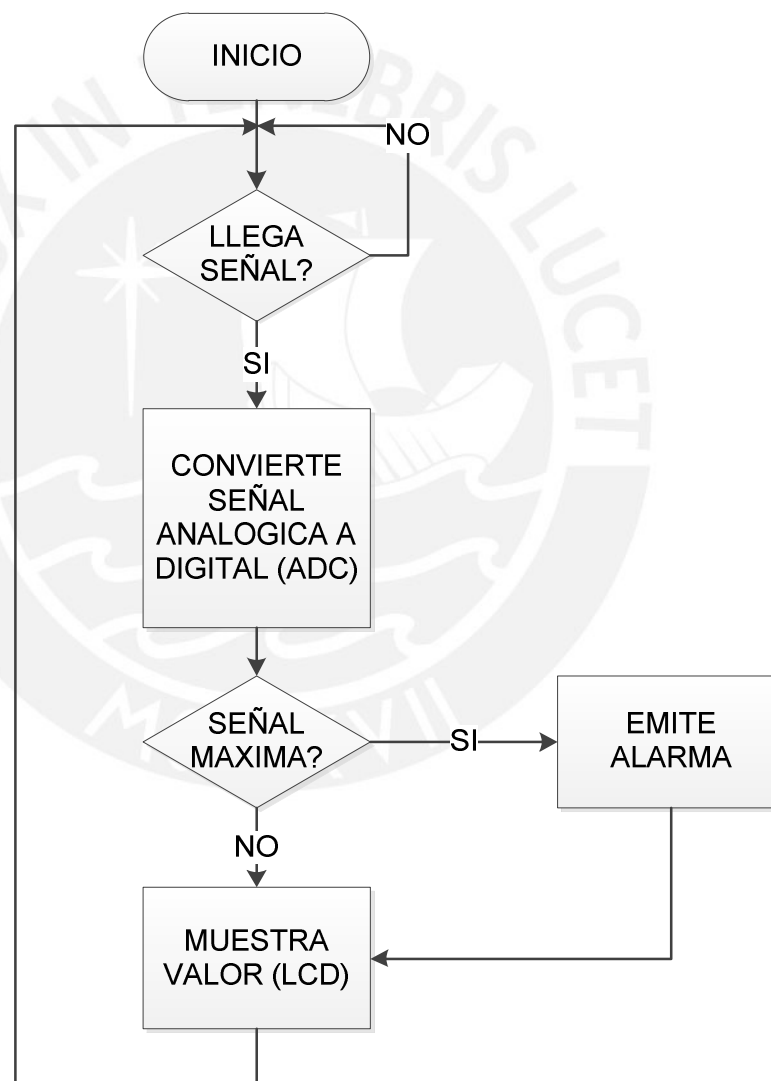 INICIO
NO
LLEGA
SEÑAL?
SI
CONVIERTE
SEÑAL
ANALOGICA A
DIGITAL (ADC)
SEÑAL
MAXIMA?
SI
EMITE
ALARMA
NO
MUESTRA
VALOR (LCD)